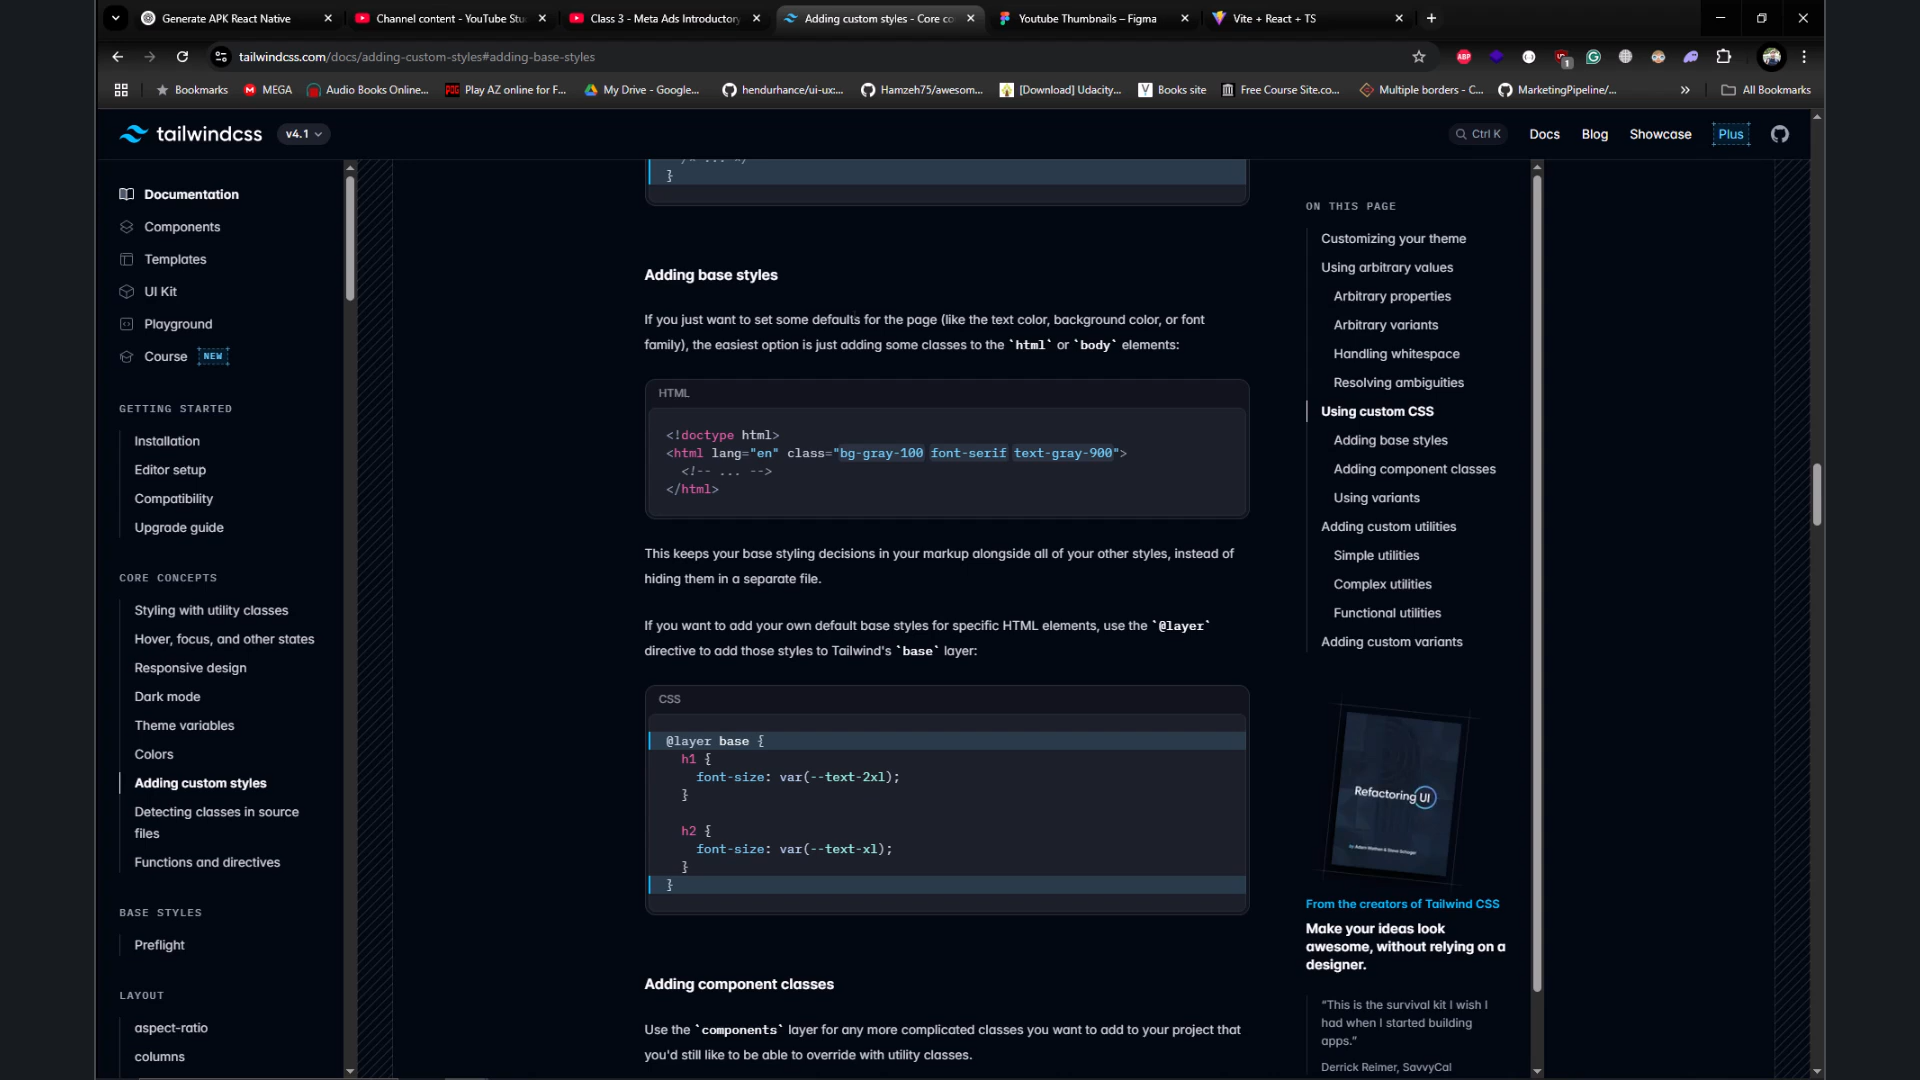 Generate APK React Native
Channel content - YouTube Stu
Class 3 - Meta Ads Introductory
Adding custom styles - Core co
Youtube Thumbnails – Figma
Vite + React + TS
tailwindcss.com/docs/adding-custom-styles#adding-base-styles
Bookmarks
MEGA
Audio Books Online...
Play AZ online for F...
My Drive - Google...
hendurhance/ui-ux:...
Hamzeh75/awesom...
[Download] Udacity...
Books site
Free Course Site.co...
Multiple borders - C...
MarketingPipeline/...
»
All Bookmarks
tailwindcss
v4.1
Ctrl K
Docs
Blog
Showcase
Plus
Documentation
Components
Templates
UI Kit
Playground
Course NEW
GETTING STARTED
Installation
Editor setup
Compatibility
Upgrade guide
CORE CONCEPTS
Styling with utility classes
Hover, focus, and other states
Responsive design
Dark mode
Theme variables
Colors
Adding custom styles
Detecting classes in source
files
Functions and directives
BASE STYLES
Preflight
LAYOUT
aspect-ratio
columns
/* ... */
}
Adding base styles
If you just want to set some defaults for the page (like the text color, background color, or font
family), the easiest option is just adding some classes to the `html` or `body` elements:
HTML
<!doctype html>
<html lang="en" class="bg-gray-100 font-serif text-gray-900">
<!-- ... -->
</html>
This keeps your base styling decisions in your markup alongside all of your other styles, instead of
hiding them in a separate file.
If you want to add your own default base styles for specific HTML elements, use the `@layer`
directive to add those styles to Tailwind's `base` layer:
CSS
@layer base {
h1 {
font-size: var(--text-2xl);
}
h2 {
font-size: var(--text-xl);
}
}
Adding component classes
Use the `components` layer for any more complicated classes you want to add to your project that
you'd still like to be able to override with utility classes.
ON THIS PAGE
Customizing your theme
Using arbitrary values
Arbitrary properties
Arbitrary variants
Handling whitespace
Resolving ambiguities
Using custom CSS
Adding base styles
Adding component classes
Using variants
Adding custom utilities
Simple utilities
Complex utilities
Functional utilities
Adding custom variants
Refactoring UI
by Adam Wathan & Steve Schoger
From the creators of Tailwind CSS
Make your ideas look
awesome, without relying on a
designer.
“This is the survival kit I wish I
had when I started building
apps.”
Derrick Reimer, SavvyCal